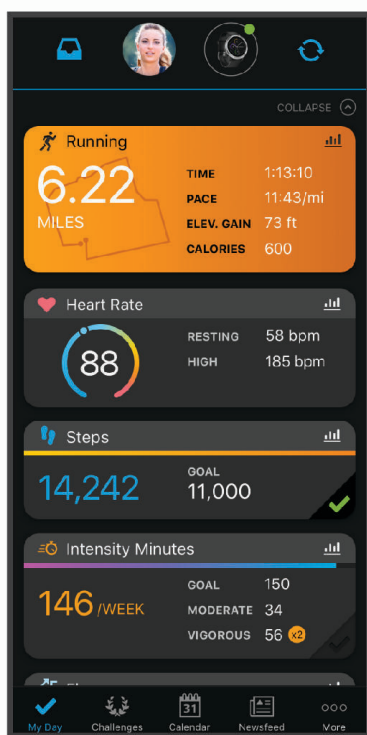 COLLAPSE
Running
6.22
MILES
TIME 1:13:10
PACE 11:43/mi
ELEV. GAIN 73 ft
CALORIES 600
Heart Rate
88
RESTING 58 bpm
HIGH 185 bpm
Steps
14,242
GOAL
11,000
Intensity Minutes
146 /WEEK
GOAL 150
MODERATE 34
VIGOROUS 56 x2
31
My Day Challenges Calendar Newsfeed More